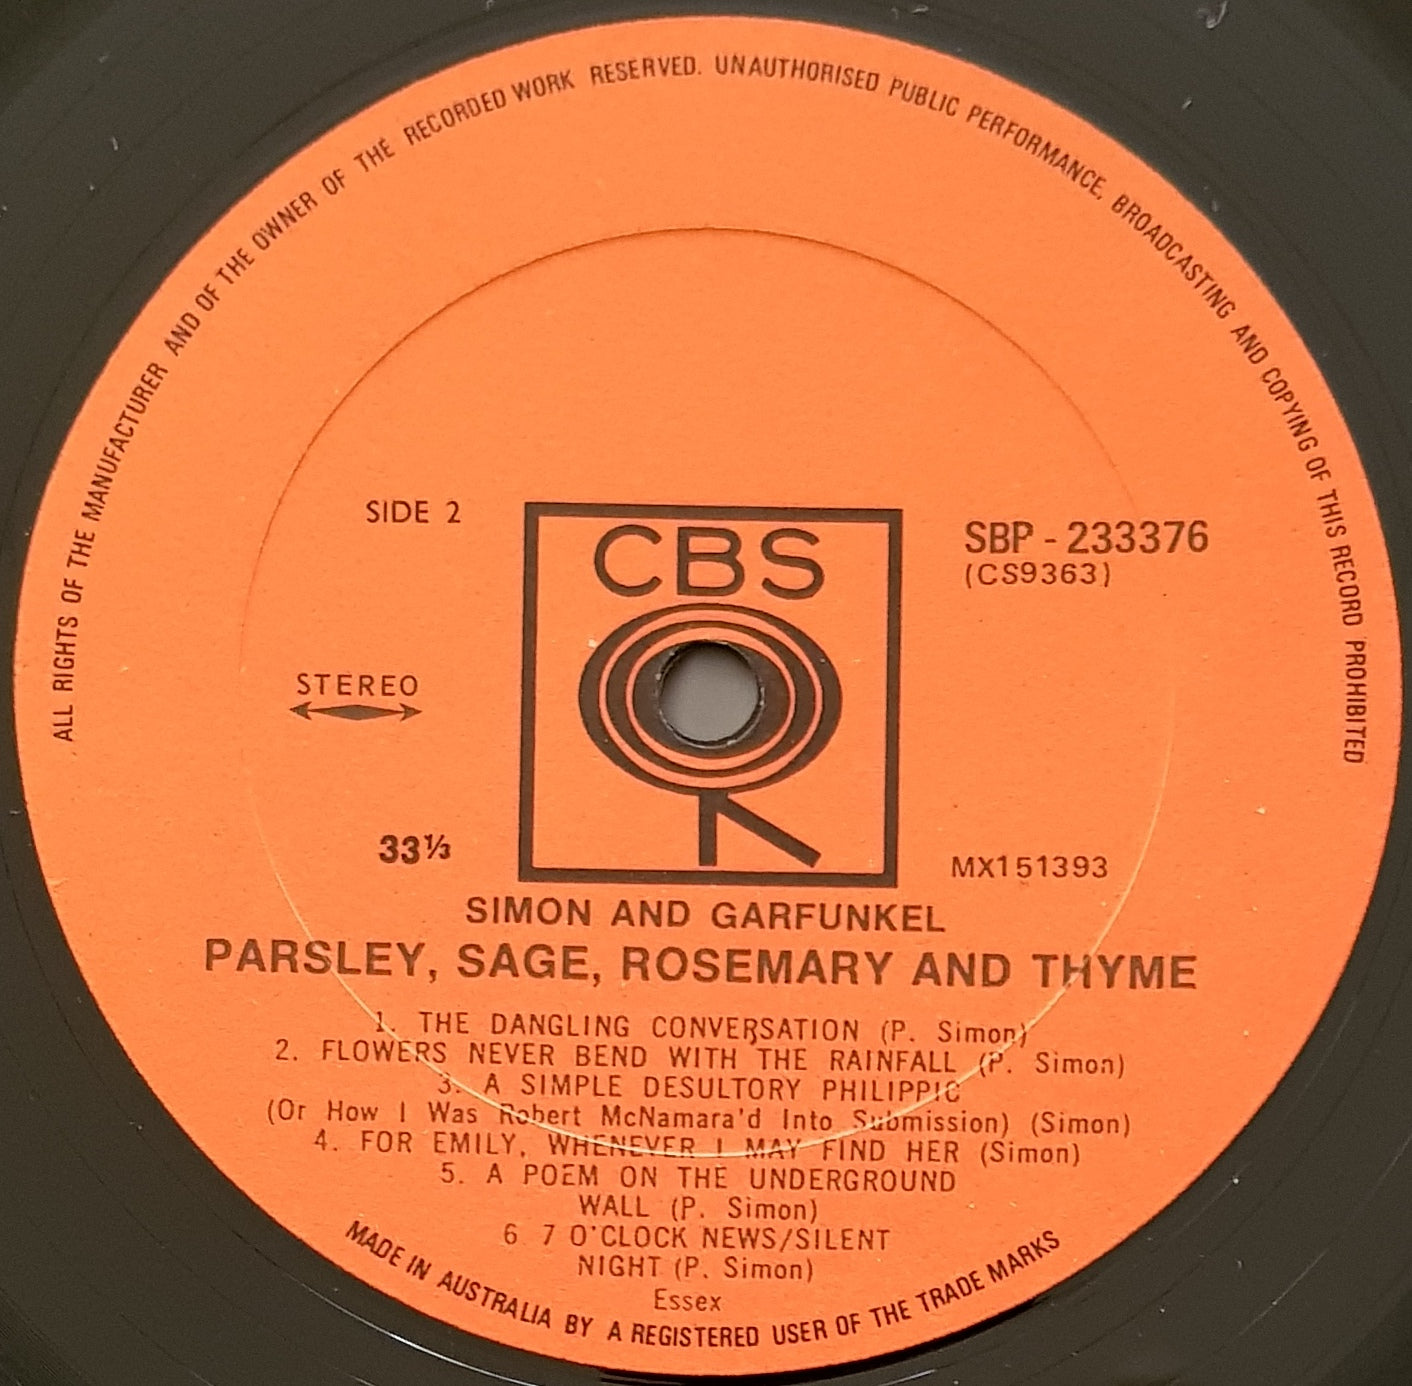 ALL RIGHTS OF THE MANUFACTURER AND OF THE OWNER OF THE RECORDED WORK RESERVED. UNAUTHORISED PUBLIC PERFORMANCE, BROADCASTING AND COPYING OF THIS RECORD PROHIBITED
SIDE 2
CBS
SBP - 233376
(CS9363)
STEREO
33⅓
MX151393
SIMON AND GARFUNKEL
PARSLEY, SAGE, ROSEMARY AND THYME
1. THE DANGLING CONVERSATION (P. Simon)
2. FLOWERS NEVER BEND WITH THE RAINFALL (P. Simon)
3. A SIMPLE DESULTORY PHILIPPIC
(Or How I Was Robert McNamara'd Into Submission) (Simon)
4. FOR EMILY, WHENEVER I MAY FIND HER (Simon)
5. A POEM ON THE UNDERGROUND
WALL (P. Simon)
6 7 O'CLOCK NEWS/SILENT
NIGHT (P. Simon)
Essex
MADE IN AUSTRALIA BY A REGISTERED USER OF THE TRADE MARKS